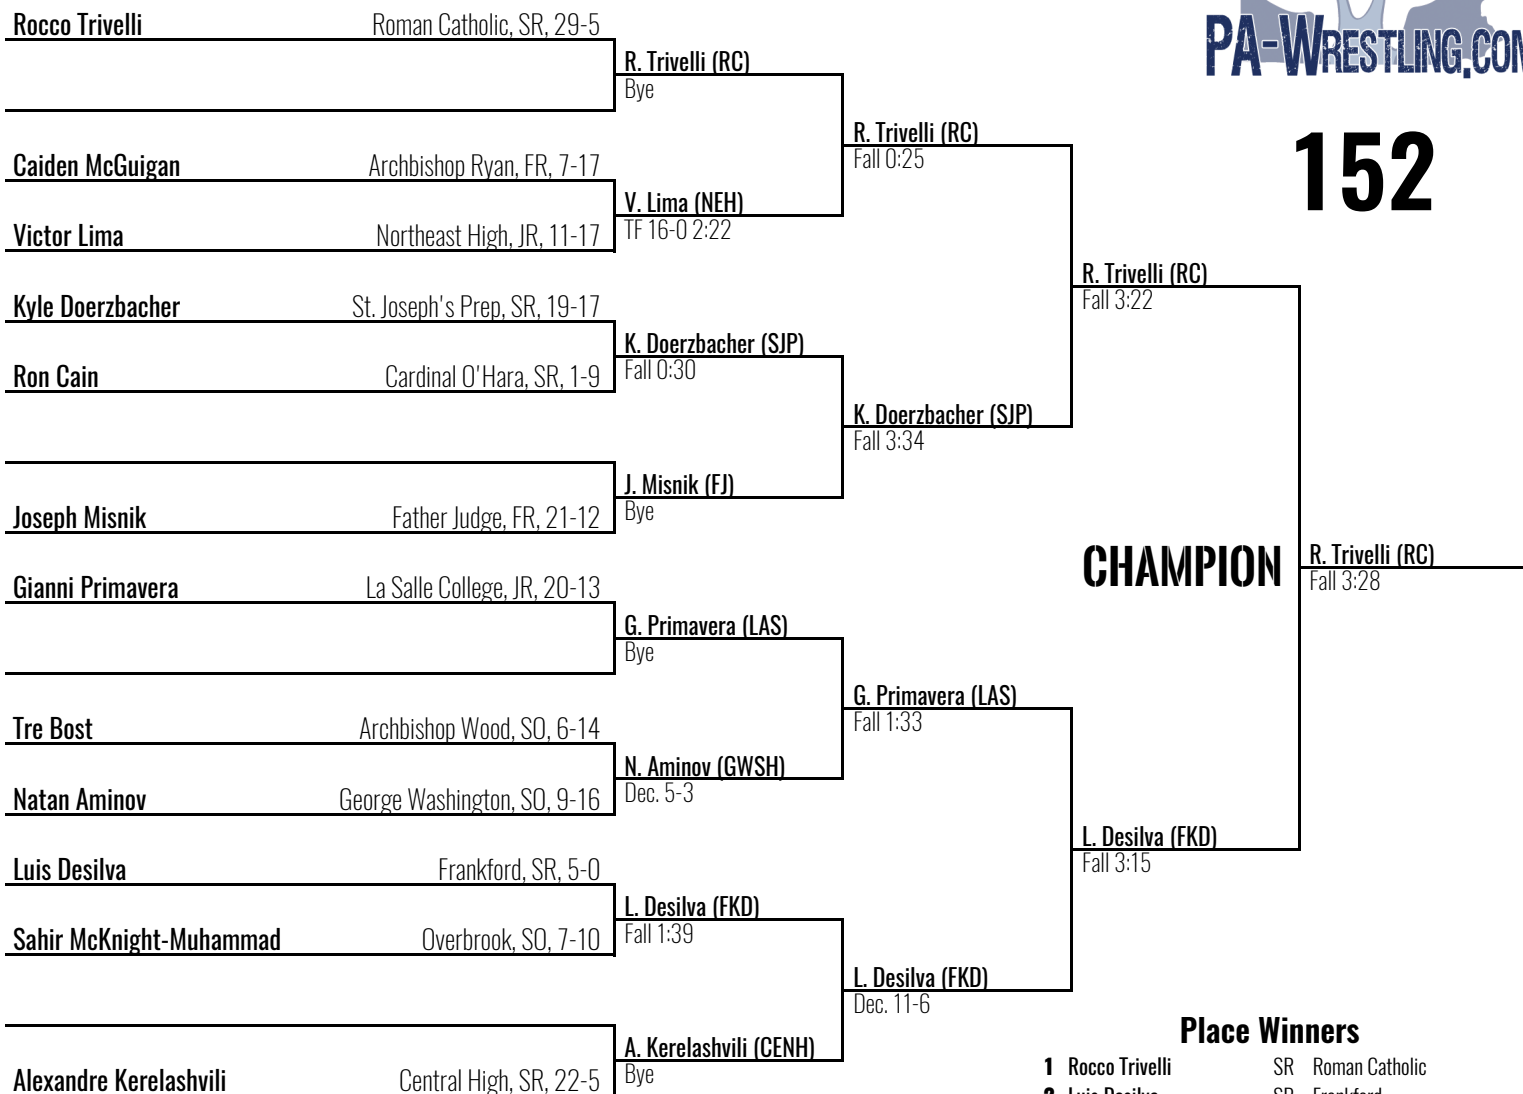 Rocco Trivelli Roman Catholic, SR, 29-5
R. Trivelli (RC)
Bye
PA-WRESTLING.COM
R. Trivelli (RC)
Fall 0:25
152
Caiden McGuigan Archbishop Ryan, FR, 7-17
V. Lima (NEH)
TF 16-0 2:22
Victor Lima Northeast High, JR, 11-17
R. Trivelli (RC)
Fall 3:22
Kyle Doerzbacher St. Joseph's Prep, SR, 19-17
K. Doerzbacher (SJP)
Fall 0:30
Ron Cain Cardinal O'Hara, SR, 1-9
K. Doerzbacher (SJP)
Fall 3:34
J. Misnik (FJ)
Bye
Joseph Misnik Father Judge, FR, 21-12
CHAMPION
R. Trivelli (RC)
Fall 3:28
Gianni Primavera La Salle College, JR, 20-13
G. Primavera (LAS)
Bye
G. Primavera (LAS)
Fall 1:33
Tre Bost Archbishop Wood, SO, 6-14
N. Aminov (GWSH)
Dec. 5-3
Natan Aminov George Washington, SO, 9-16
L. Desilva (FKD)
Fall 3:15
Luis Desilva Frankford, SR, 5-0
L. Desilva (FKD)
Fall 1:39
Sahir McKnight-Muhammad Overbrook, SO, 7-10
L. Desilva (FKD)
Dec. 11-6
A. Kerelashvili (CENH)
Bye
Alexandre Kerelashvili Central High, SR, 22-5
Place Winners
1 Rocco Trivelli SR Roman Catholic
2 Luis Desilva SR Frankford